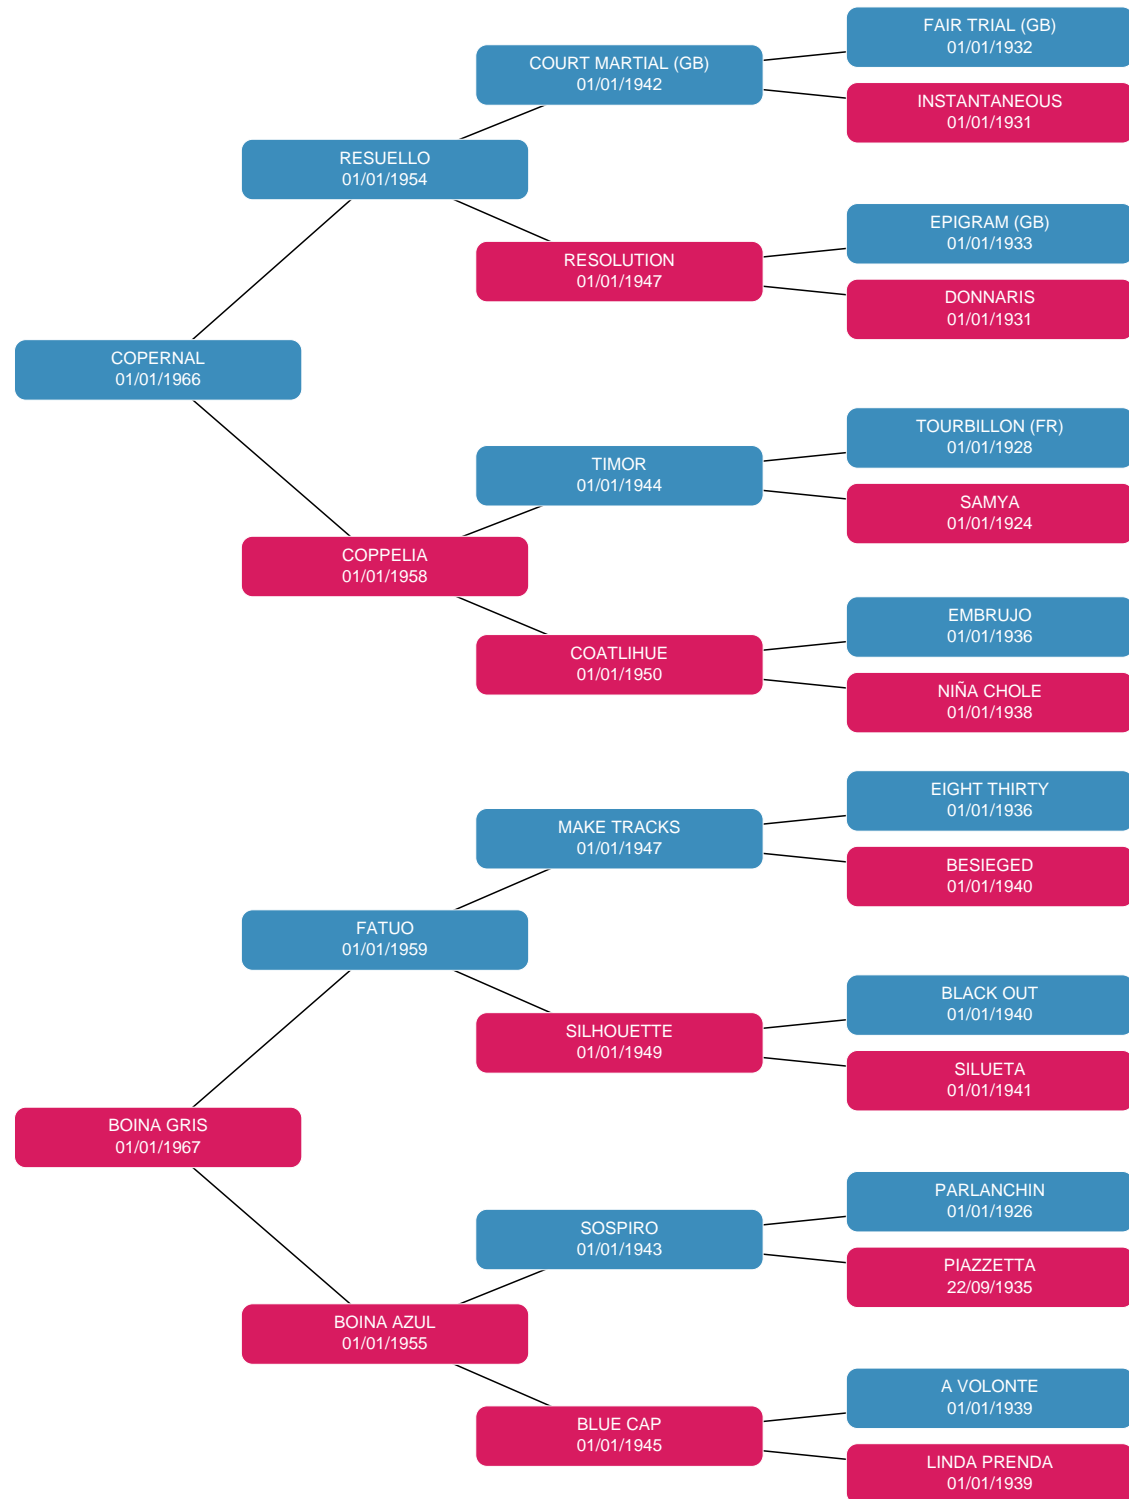 FAIR TRIAL (GB)
01/01/1932
COURT MARTIAL (GB)
01/01/1942
INSTANTANEOUS
01/01/1931
RESUELLO
01/01/1954
EPIGRAM (GB)
01/01/1933
RESOLUTION
01/01/1947
DONNARIS
01/01/1931
COPERNAL
01/01/1966
TOURBILLON (FR)
01/01/1928
TIMOR
01/01/1944
SAMYA
01/01/1924
COPPELIA
01/01/1958
EMBRUJO
01/01/1936
COATLIHUE
01/01/1950
NIÑA CHOLE
01/01/1938
EIGHT THIRTY
01/01/1936
MAKE TRACKS
01/01/1947
BESIEGED
01/01/1940
FATUO
01/01/1959
BLACK OUT
01/01/1940
SILHOUETTE
01/01/1949
SILUETA
01/01/1941
BOINA GRIS
01/01/1967
PARLANCHIN
01/01/1926
SOSPIRO
01/01/1943
PIAZZETTA
22/09/1935
BOINA AZUL
01/01/1955
A VOLONTE
01/01/1939
BLUE CAP
01/01/1945
LINDA PRENDA
01/01/1939